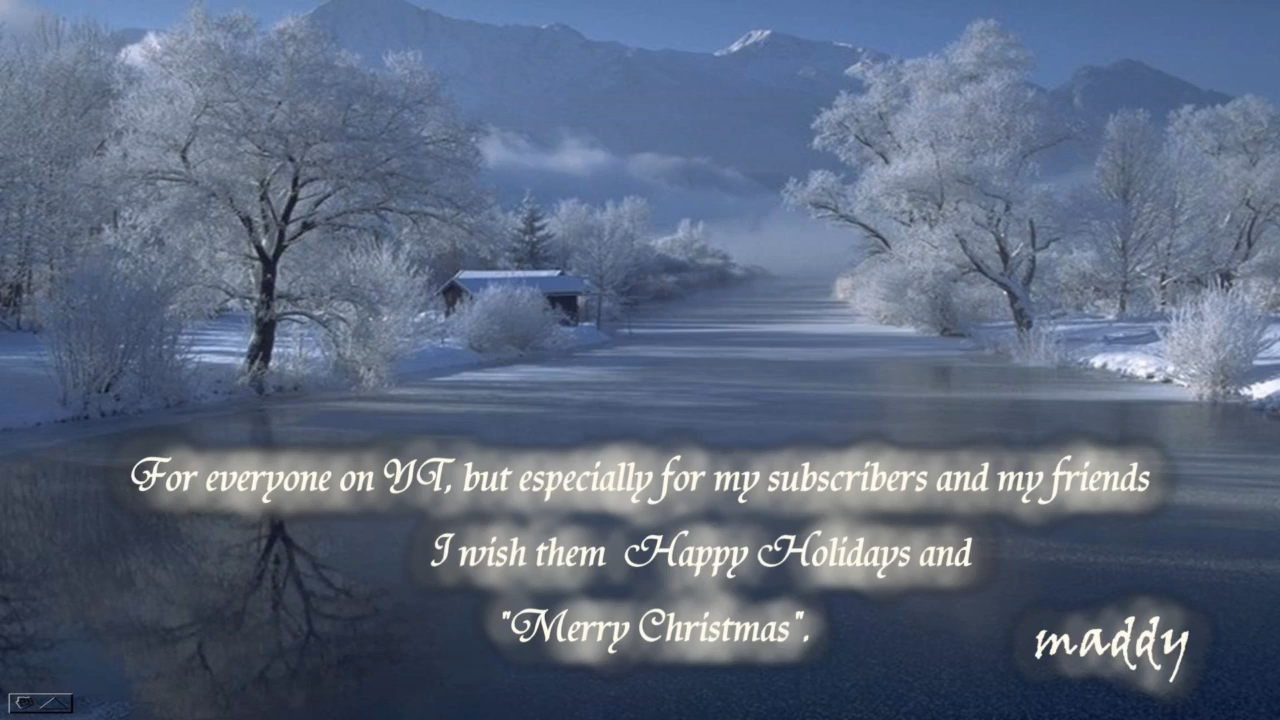 For everyone on YT, but especially for my subscribers and my friends
I wish them Happy Holidays and
"Merry Christmas".
maddy